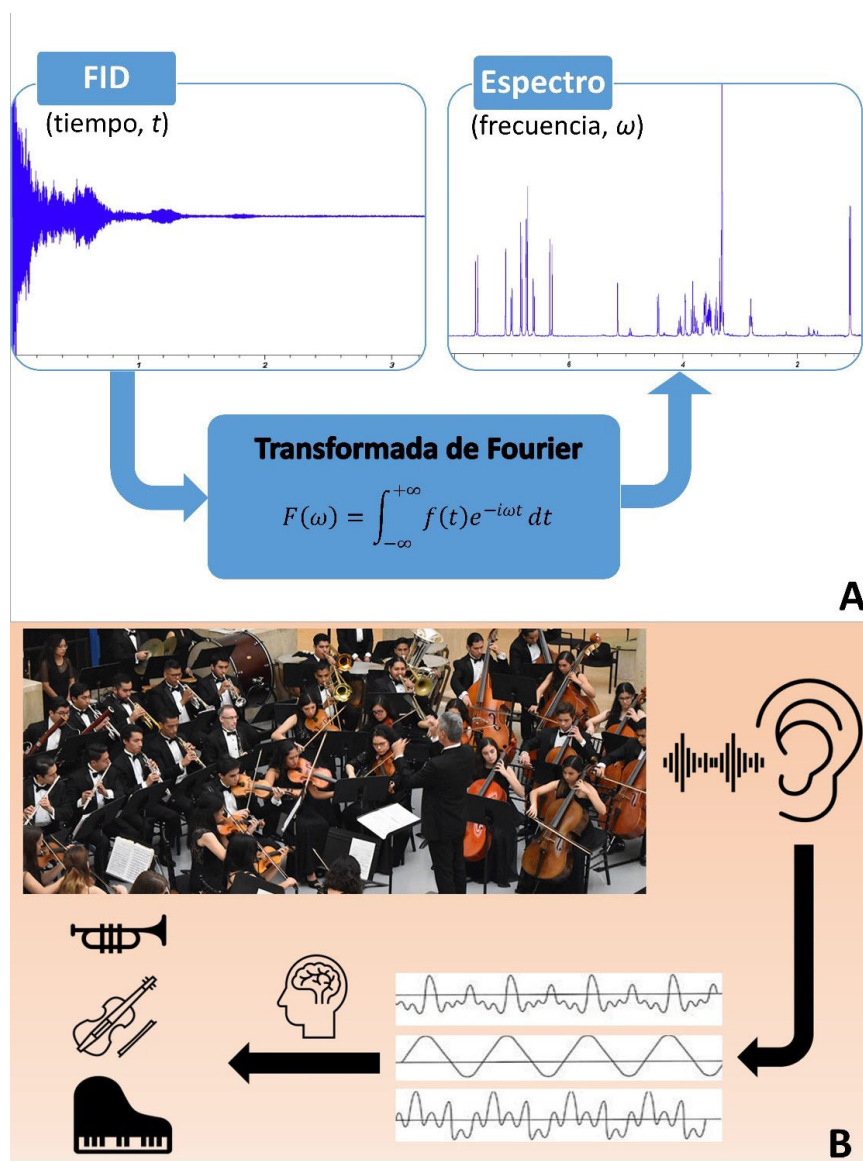 FID
(tiempo, t)
Espectro
(frecuencia, ω)
1
2
3
6
4
2
Transformada de Fourier
F(ω) = ∫_{-∞}^{+∞} f(t)e^{-iωt} dt
A
B